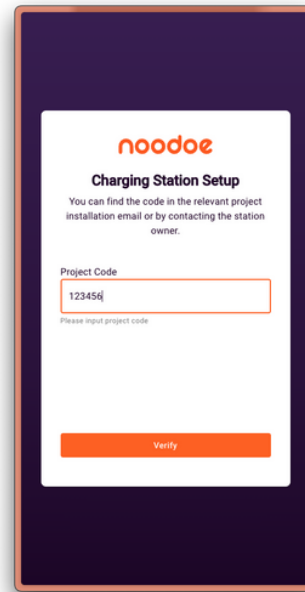 noodoe
Charging Station Setup
You can find the code in the relevant project
installation email or by contacting the station
owner.
Project Code
123456
Please input project code
Verify